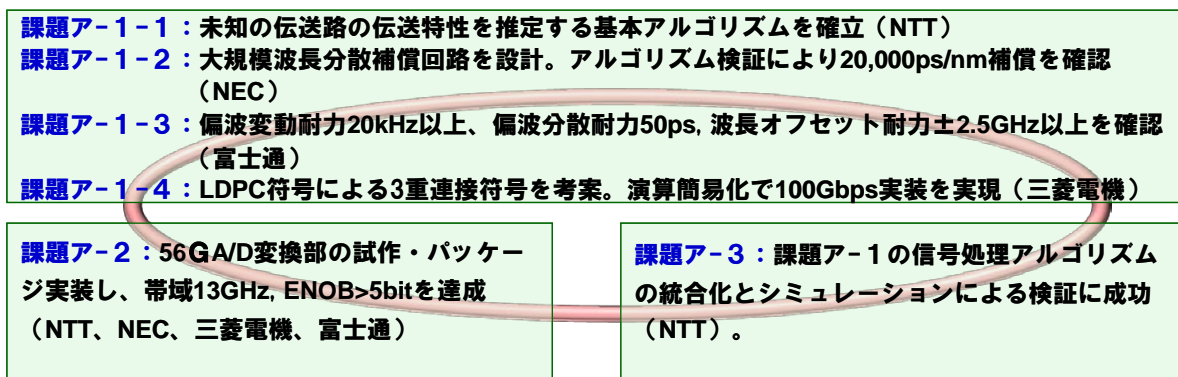 課題ア-1-1：未知の伝送路の伝送特性を推定する基本アルゴリズムを確立（NTT）
課題ア-1-2：大規模波長分散補償回路を設計。アルゴリズム検証により20,000ps/nm補償を確認
（NEC）
課題ア-1-3：偏波変動耐力20kHz以上、偏波分散耐力50ps, 波長オフセット耐力±2.5GHz以上を確認
（富士通）
課題ア-1-4：LDPC符号による3重連接符号を考案。演算簡易化で100Gbps実装を実現（三菱電機）
課題ア-2：56GA/D変換部の試作・パッケー
ジ実装し、帯域13GHz, ENOB>5bitを達成
（NTT、NEC、三菱電機、富士通）
課題ア-3：課題ア-1の信号処理アルゴリズム
の統合化とシミュレーションによる検証に成功
（NTT）。